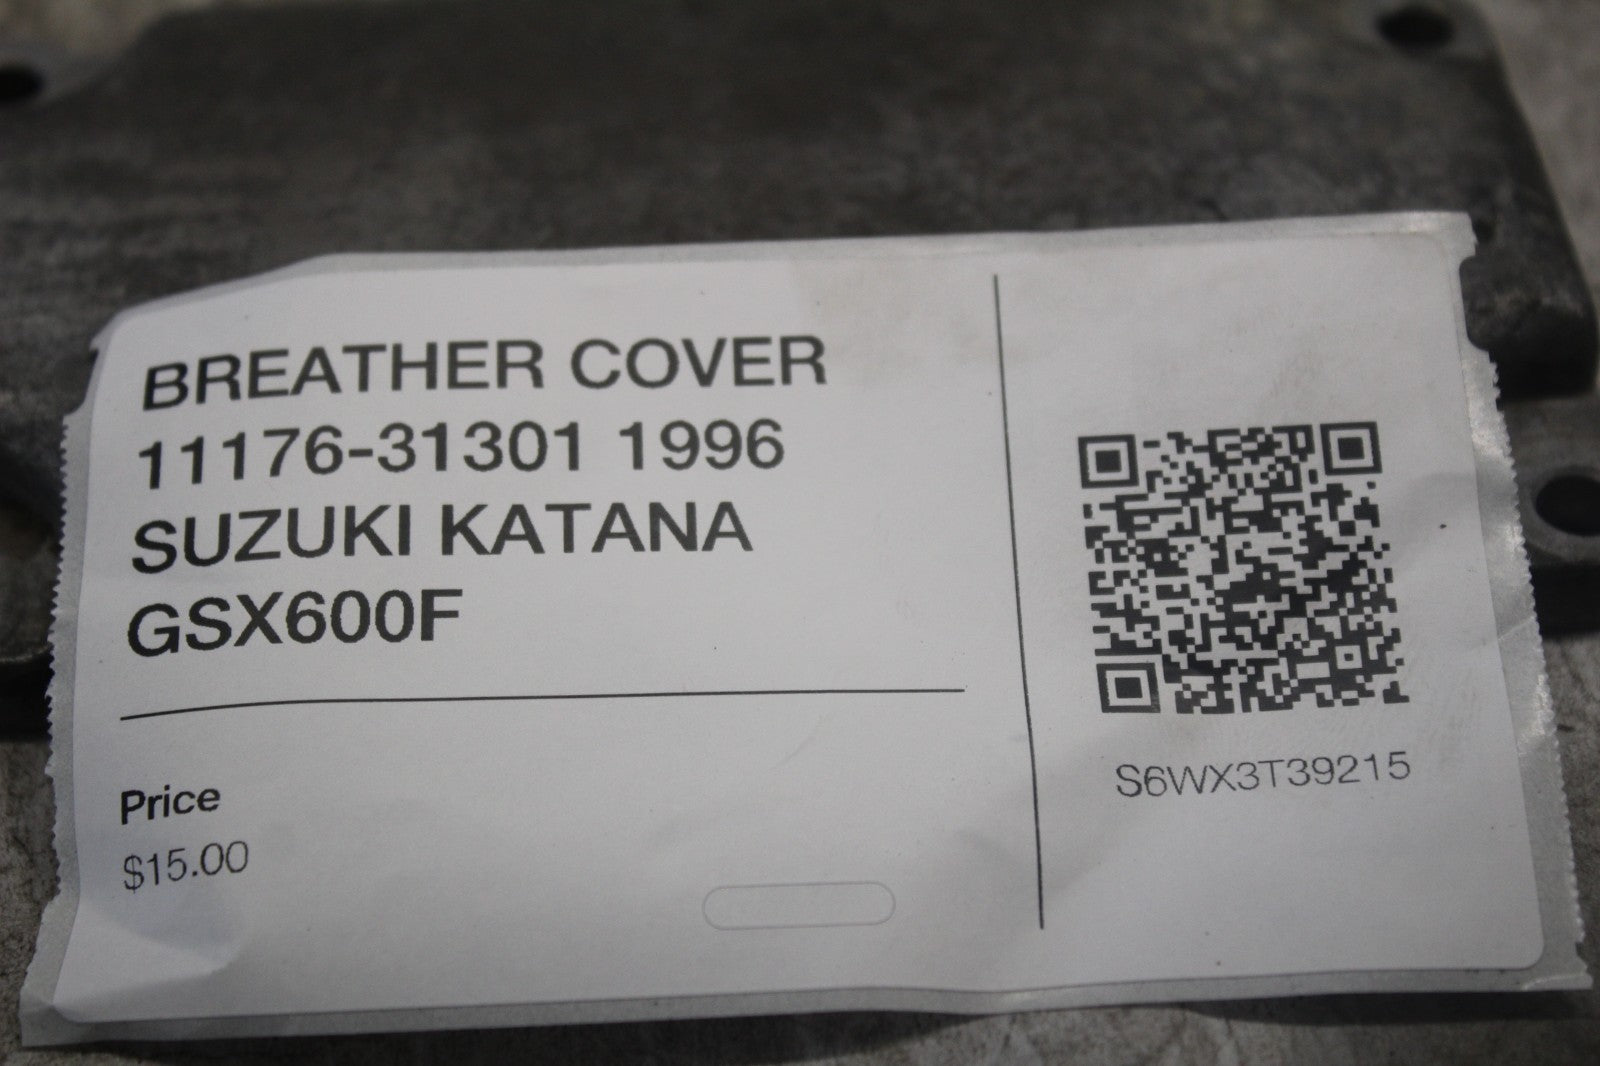 BREATHER COVER
11176-31301 1996
SUZUKI KATANA
GSX600F
Price
$15.00
S6WX3T39215